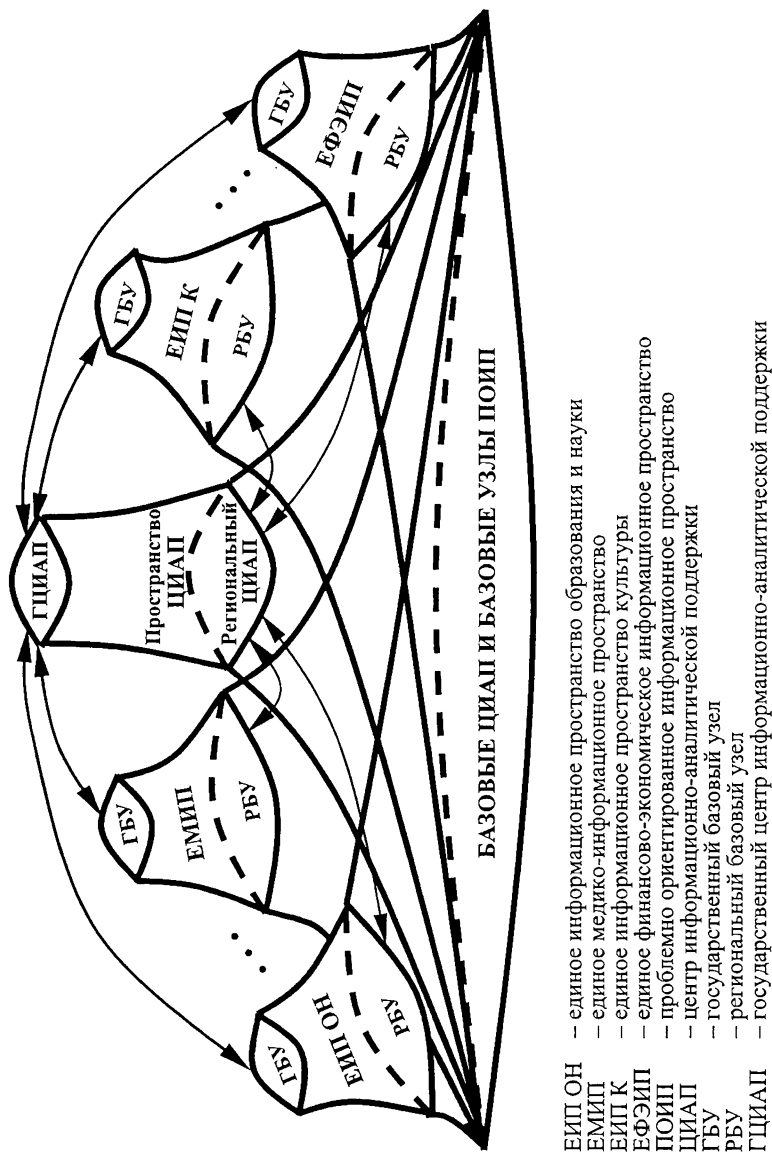 ГЦИАП
Пространство
ЦИАП
Региональный
ЦИАП
ГБУ
ЕМИП
РБУ
ГБУ
ЕИП К
РБУ
ГБУ
ЕИП ОН
РБУ
ГБУ
ЕФЭИП
РБУ
• • •
• • •
БАЗОВЫЕ ЦИАП И БАЗОВЫЕ УЗЛЫ ПОИП
ЕИП ОН – единое информационное пространство образования и науки
ЕМИП – единое медико-информационное пространство
ЕИП К – единое информационное пространство культуры
ЕФЭИП – единое финансово-экономическое информационное пространство
ПОИП – проблемно ориентированное информационное пространство
ЦИАП – центр информационно-аналитической поддержки
ГБУ – государственный базовый узел
РБУ – региональный базовый узел
ГЦИАП – государственный центр информационно-аналитической поддержки